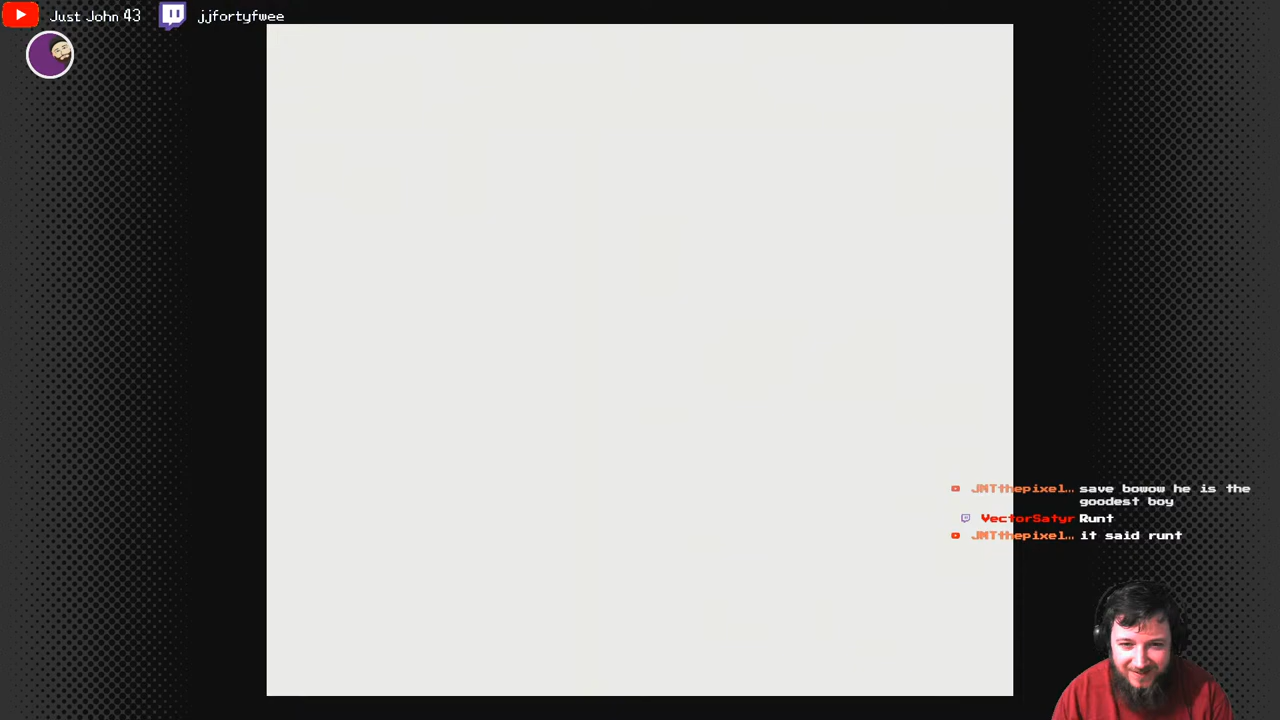 Just John 43 jjfortyfwee
JMTthepixel… save bowow he is the
goodest boy
VectorSatyr Runt
JMTthepixel… it said runt